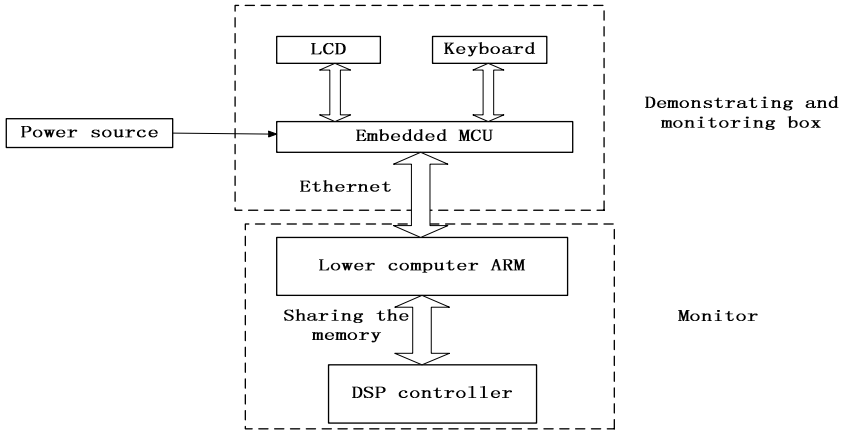 LCD
Keyboard
Power source
Embedded MCU
Demonstrating and
monitoring box
Ethernet
Lower computer ARM
Sharing the
memory
Monitor
DSP controller